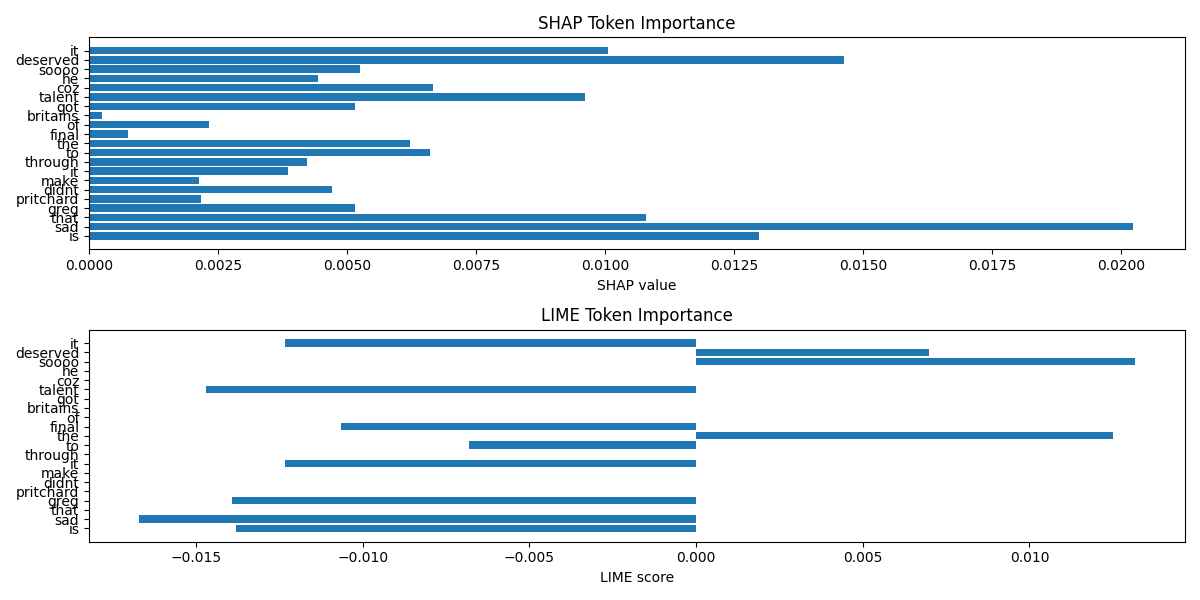 SHAP Token Importance
it
deserved
soooo
he
coz
talent
got
britains
of
final
the
to
through
it
make
didnt
pritchard
greg
that
sad
is
0.0000 0.0025 0.0050 0.0075 0.0100 0.0125 0.0150 0.0175 0.0200
SHAP value
LIME Token Importance
it
deserved
soooo
he
coz
talent
got
britains
of
final
the
to
through
it
make
didnt
pritchard
greg
that
sad
is
−0.015 −0.010 −0.005 0.000 0.005 0.010
LIME score